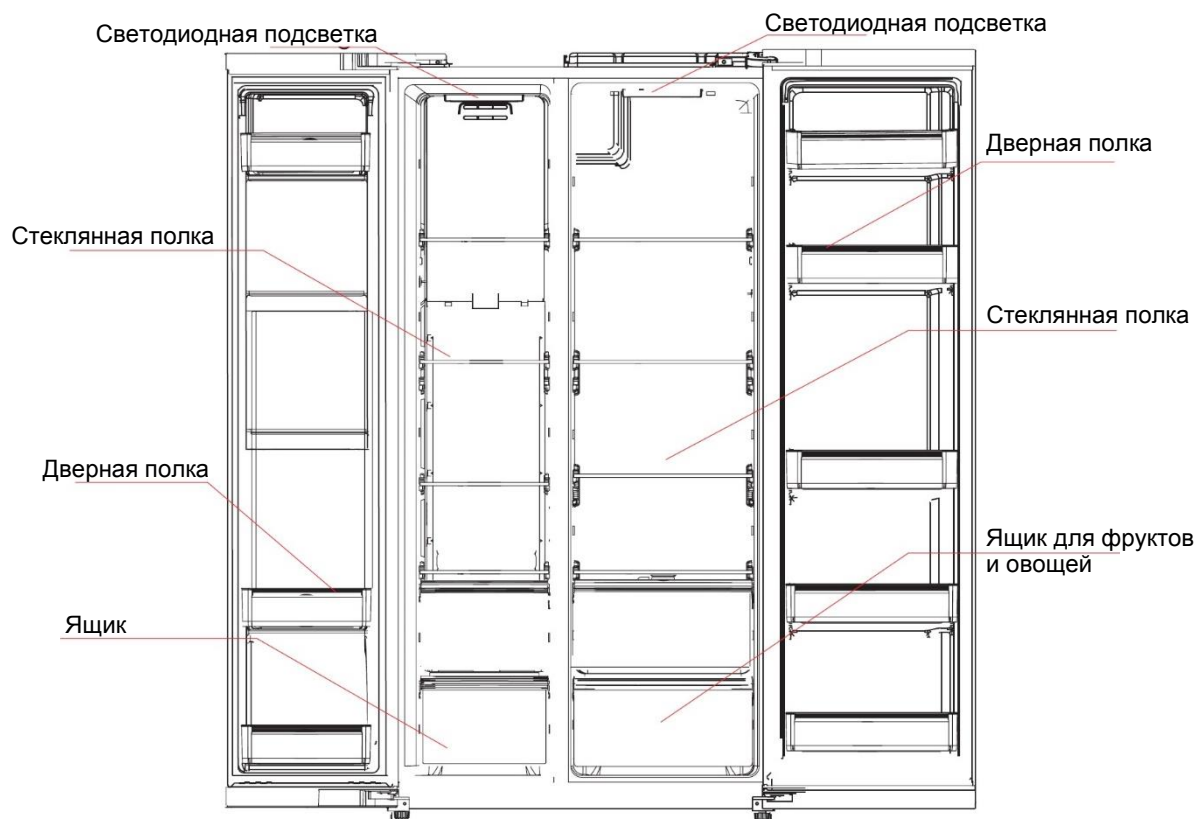 Светодиодная подсветка
Светодиодная подсветка
Дверная полка
Стеклянная полка
Стеклянная полка
Дверная полка
Ящик для фруктов
и овощей
Ящик